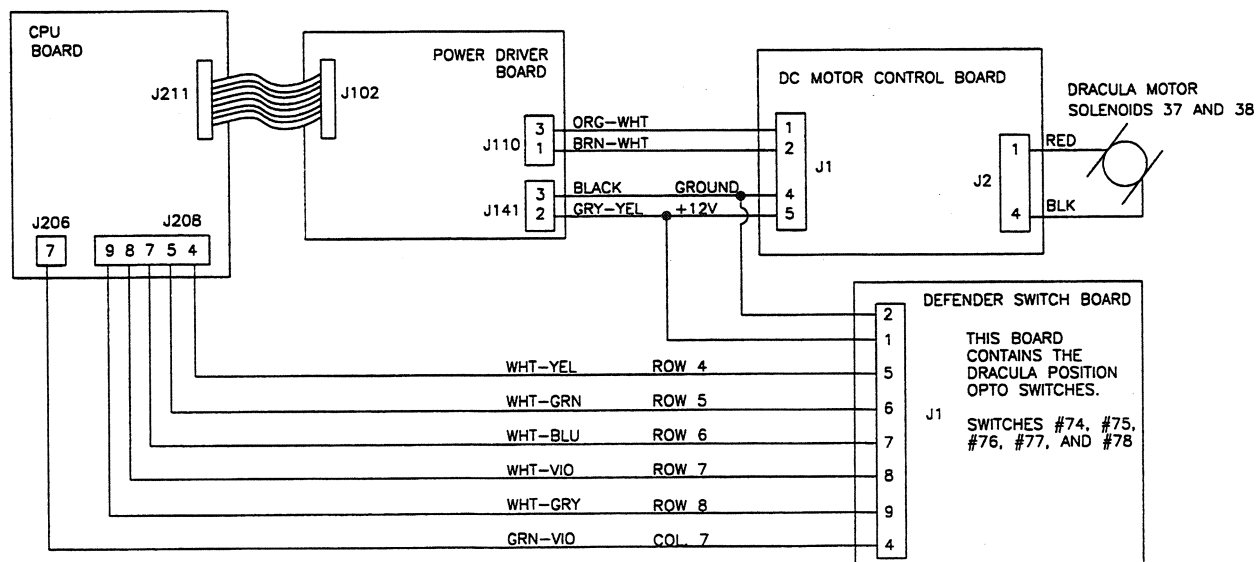 CPU
BOARD
J211
J206
7
J208
9 8 7 5 4
J102
POWER DRIVER
BOARD
J110
3
1
J141
3
2
ORG-WHT
BRN-WHT
BLACK GROUND
GRY-YEL +12V
DC MOTOR CONTROL BOARD
1
2
4
5
J1
J2
1
4
RED
BLK
DRACULA MOTOR
SOLENOIDS 37 AND 38
DEFENDER SWITCH BOARD
THIS BOARD
CONTAINS THE
DRACULA POSITION
OPTO SWITCHES.
SWITCHES #74, #75,
#76, #77, AND #78
J1
2
1
WHT-YEL ROW 4 5
WHT-GRN ROW 5 6
WHT-BLU ROW 6 7
WHT-VIO ROW 7 8
WHT-GRY ROW 8 9
GRN-VIO COL. 7 4